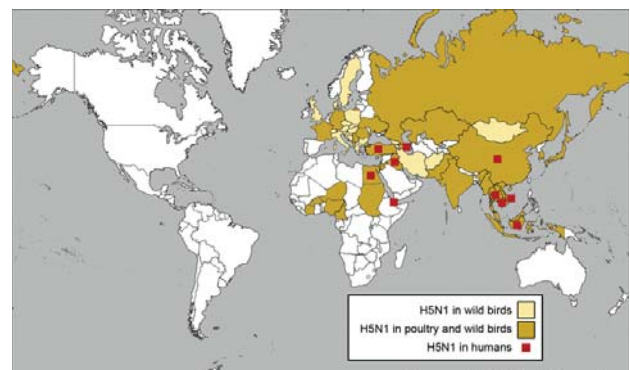 H5N1 in wild birds
H5N1 in poultry and wild birds
H5N1 in humans